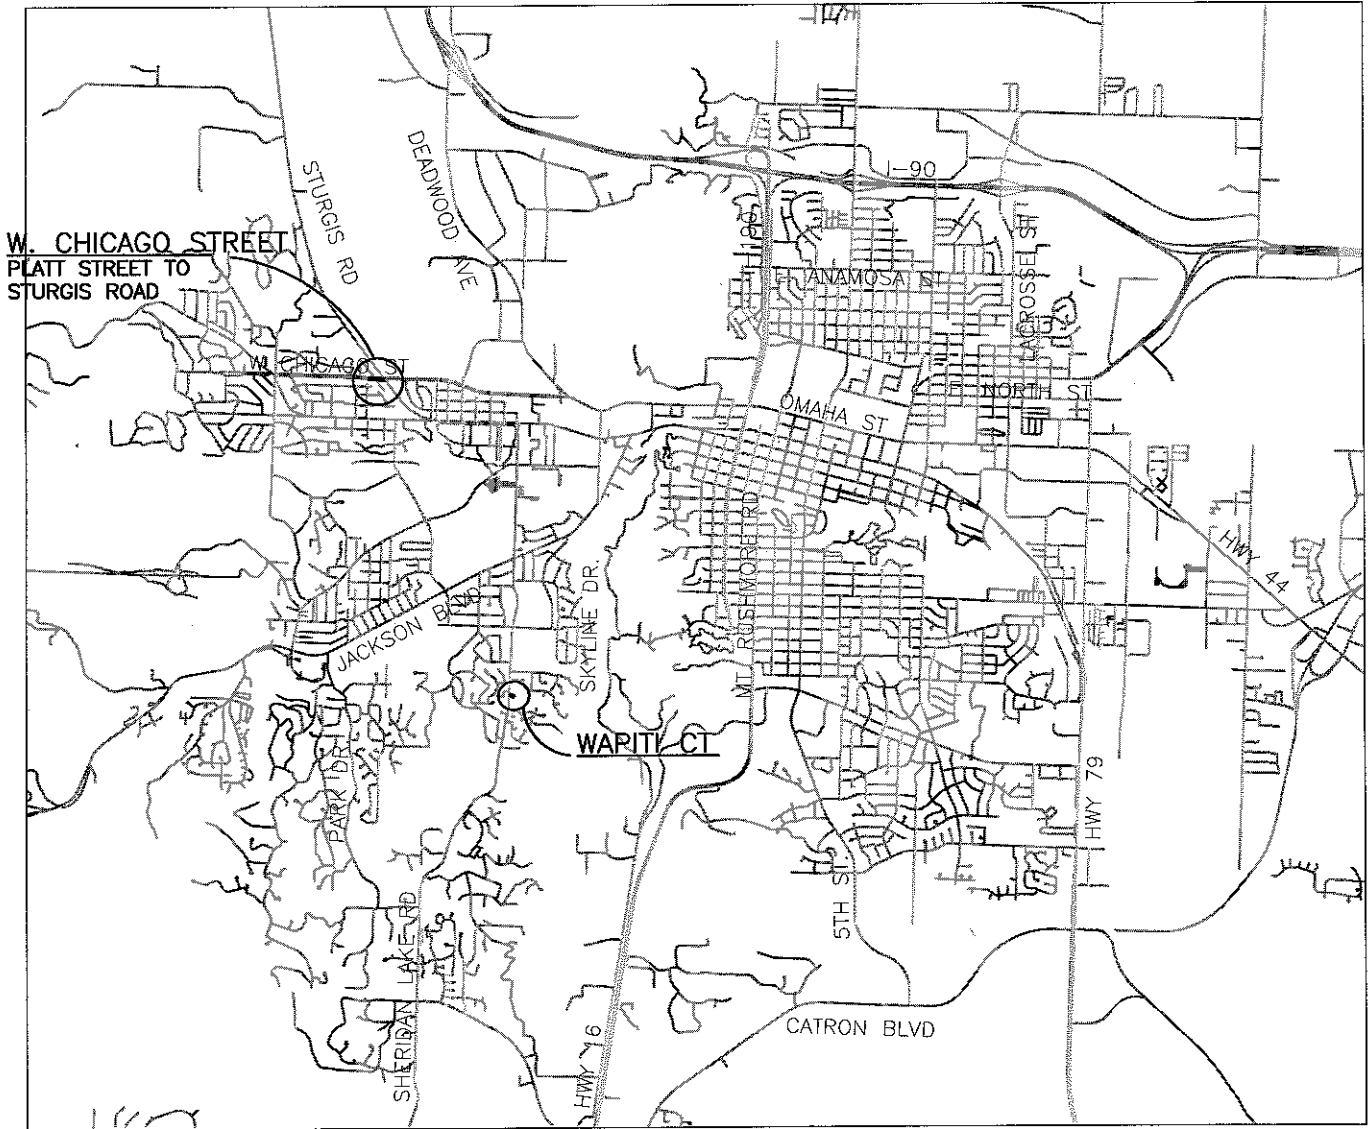 I-90
DEADWOOD AVE
STURGIS RD
I-190
W. CHICAGO STREET
PLATT STREET TO
STURGIS ROAD
E ANAMOSA ST
LACROSSE ST
W. CHICAGO ST
E NORTH ST
OMAHA ST
MT RUSHMORE RD
HWY 44
SKYLINE DR.
JACKSON BLVD
WAPITI CT
PARK DR
HWY 79
5TH ST.
SHERIDAN LAKE RD
CATRON BLVD
HWY 16